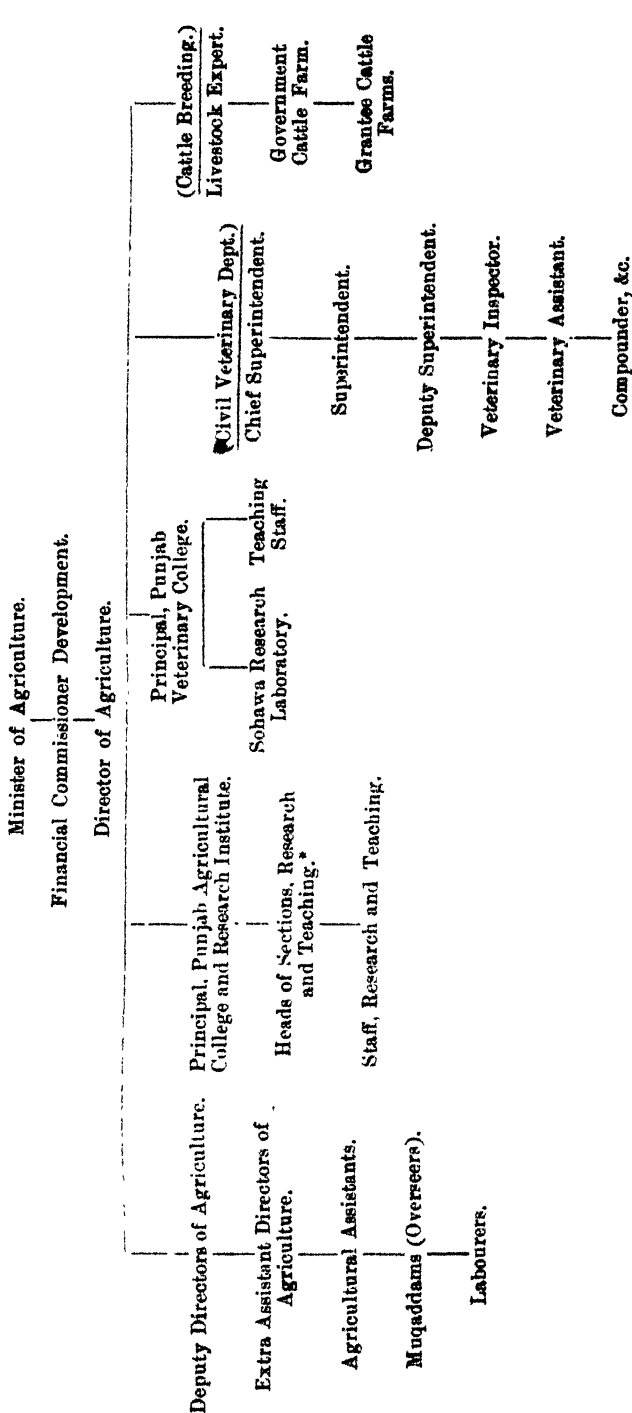 Minister of Agriculture.
Financial Commissioner Development.
Director of Agriculture.
Deputy Directors of Agriculture.
Extra Assistant Directors of
Agriculture.
Agricultural Assistants.
Muqaddams (Overseers).
Labourers.
Principal, Punjab Agricultural
College and Research Institute.
Heads of Sections, Research
and Teaching.*
Staff, Research and Teaching.
Principal, Punjab
Veterinary College.
Sohawa Research
Laboratory.
Teaching
Staff.
(Civil Veterinary Dept.)
Chief Superintendent.
Superintendent.
Deputy Superintendent.
Veterinary Inspector.
Veterinary Assistant.
Compounder, &c.
(Cattle Breeding.)
Livestock Expert.
Government
Cattle Farm.
Grantee Cattle
Farms.